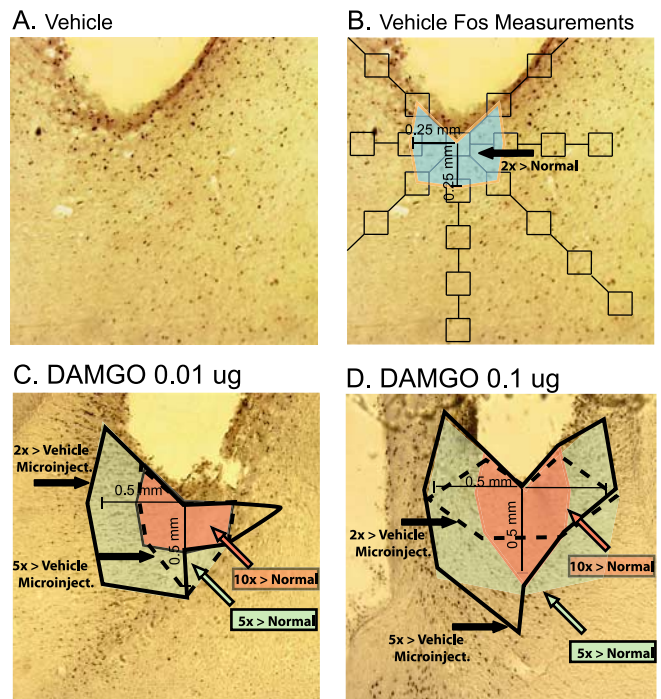 A. Vehicle
B. Vehicle Fos Measurements
0.25 mm
0.25 mm
2x > Normal
C. DAMGO 0.01 ug
2x > Vehicle
Microinject.
0.5 mm
0.5 mm
5x > Vehicle
Microinject.
10x > Normal
5x > Normal
D. DAMGO 0.1 ug
0.5 mm
0.5 mm
2x > Vehicle
Microinject.
10x > Normal
5x > Vehicle
Microinject.
5x > Normal